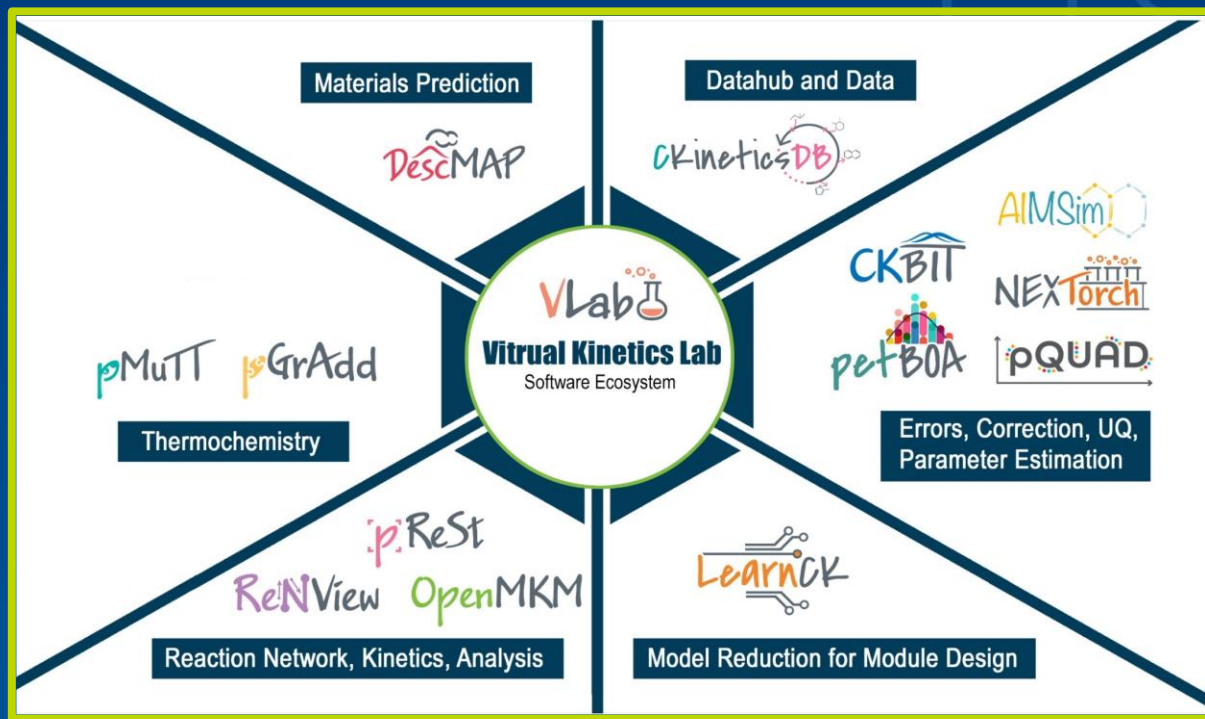 Materials Prediction
DescMAP
Datahub and Data
CKineticsDB
AIMSim
CKBIT
NEXTorch
petBOA
pQUAD
Errors, Correction, UQ,
Parameter Estimation
VLab
Vitrual Kinetics Lab
Software Ecosystem
pMuTT pGrAdd
Thermochemistry
pReSt
ReNView OpenMKM
Reaction Network, Kinetics, Analysis
LearnCK
Model Reduction for Module Design